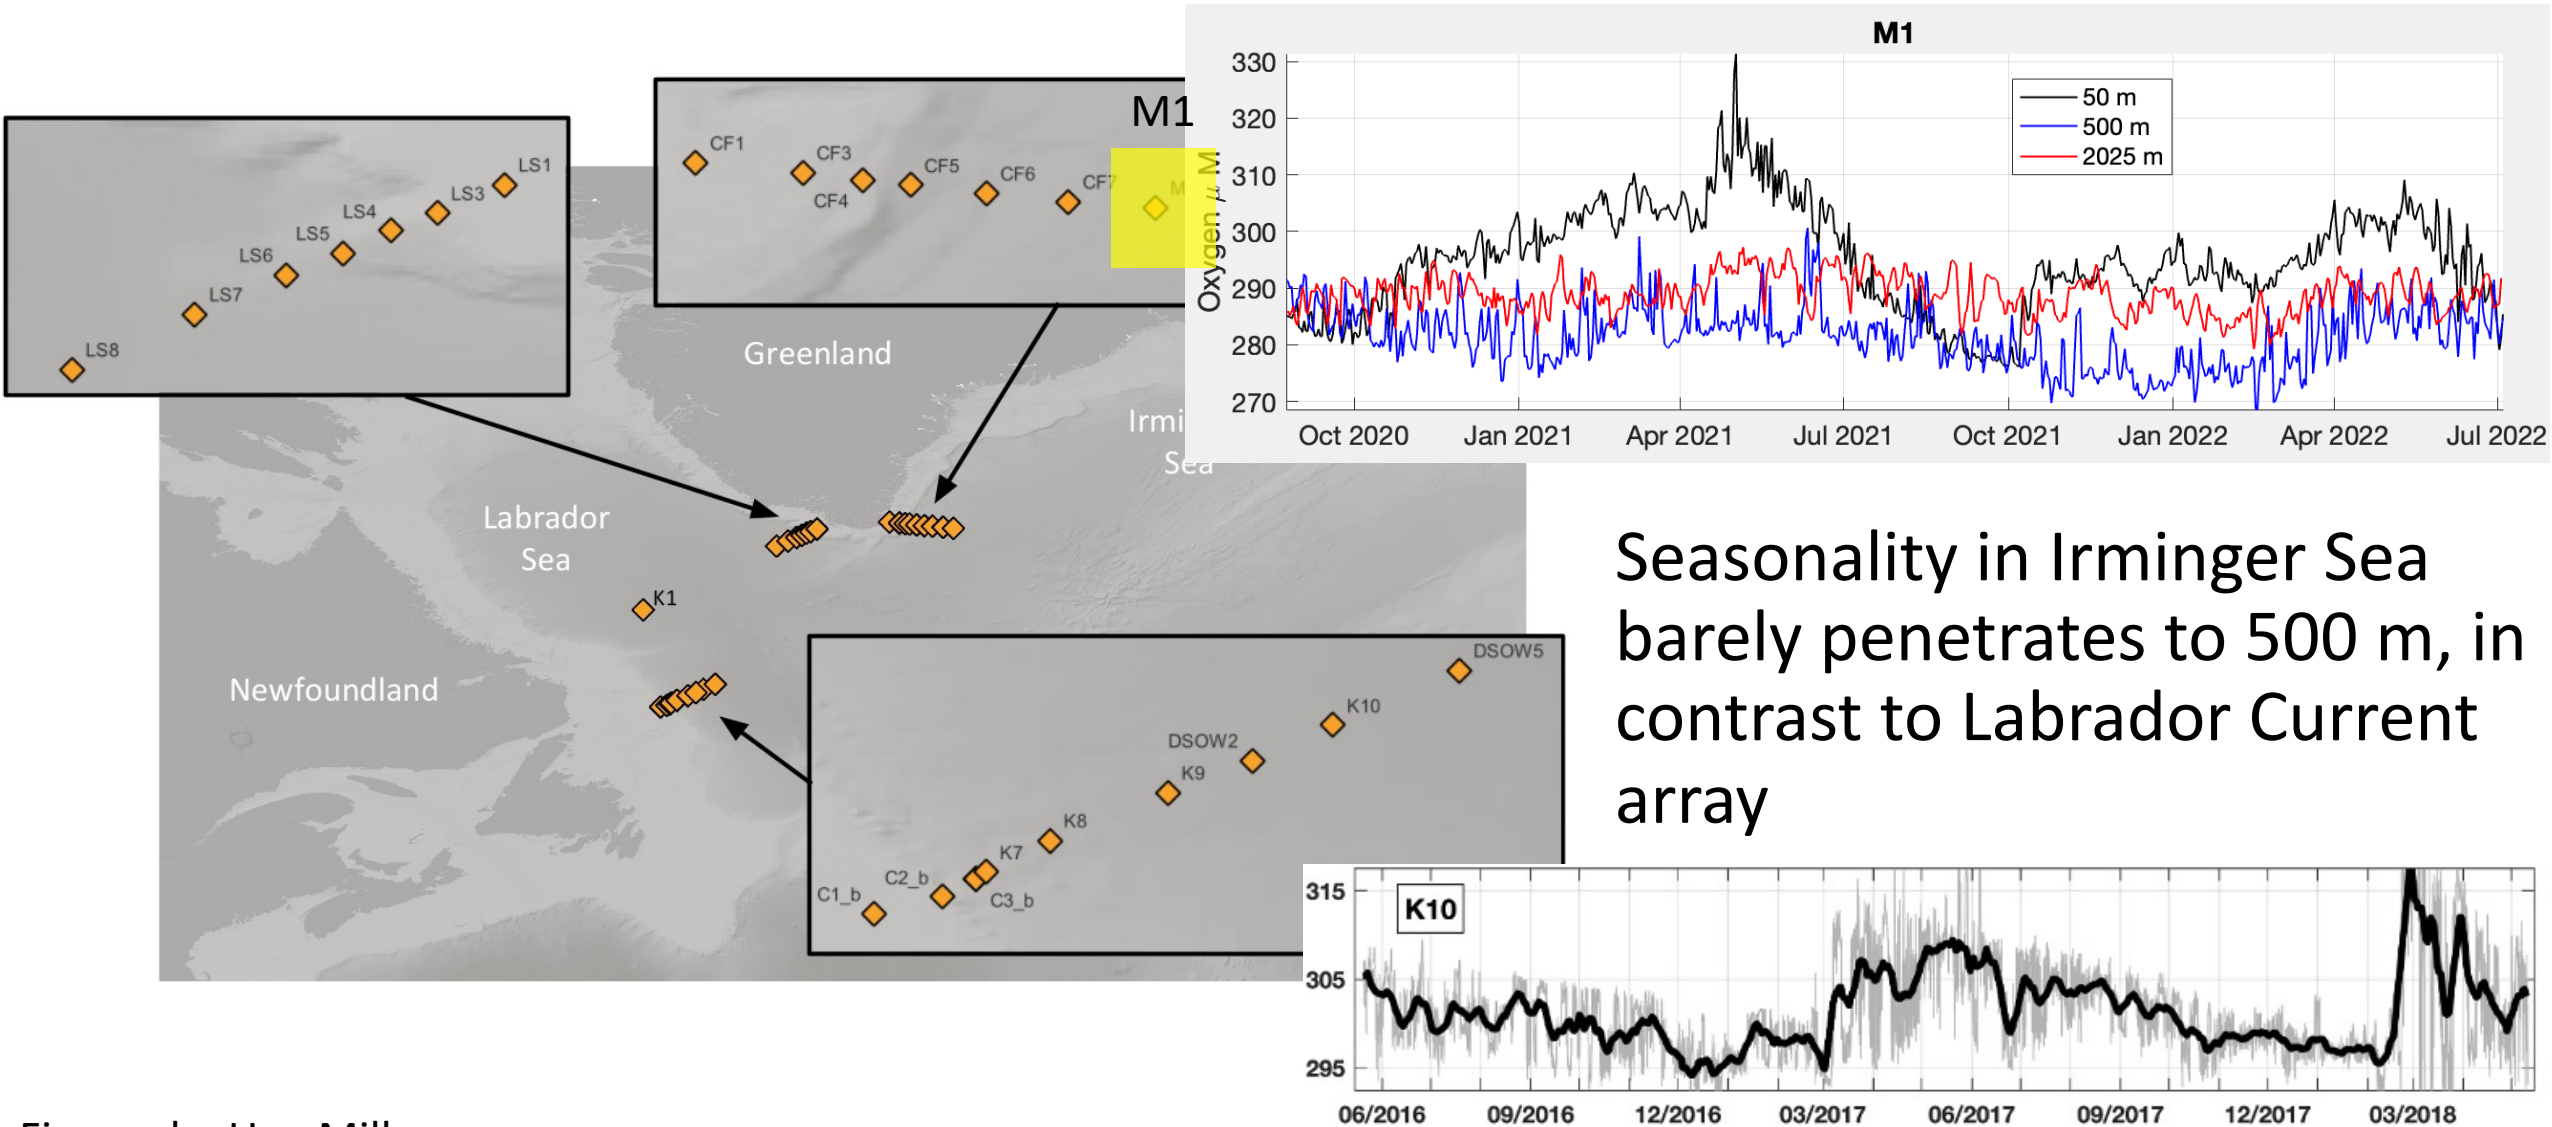 M1
330
320
310
300
290
280
270
Oxygen μ M
50 m
500 m
2025 m
Oct 2020
Jan 2021
Apr 2021
Jul 2021
Oct 2021
Jan 2022
Apr 2022
Jul 2022
M1
CF1
CF3
CF4
CF5
CF6
CF7
M
LS1
LS3
LS4
LS5
LS6
LS7
LS8
Greenland
Irmi
Sea
Labrador
Sea
K1
Newfoundland
DSOW5
K10
DSOW2
K9
K8
K7
C2_b
C3_b
C1_b
Seasonality in Irminger Sea
barely penetrates to 500 m, in
contrast to Labrador Current
array
K10
315
305
295
06/2016
09/2016
12/2016
03/2017
06/2017
09/2017
12/2017
03/2018